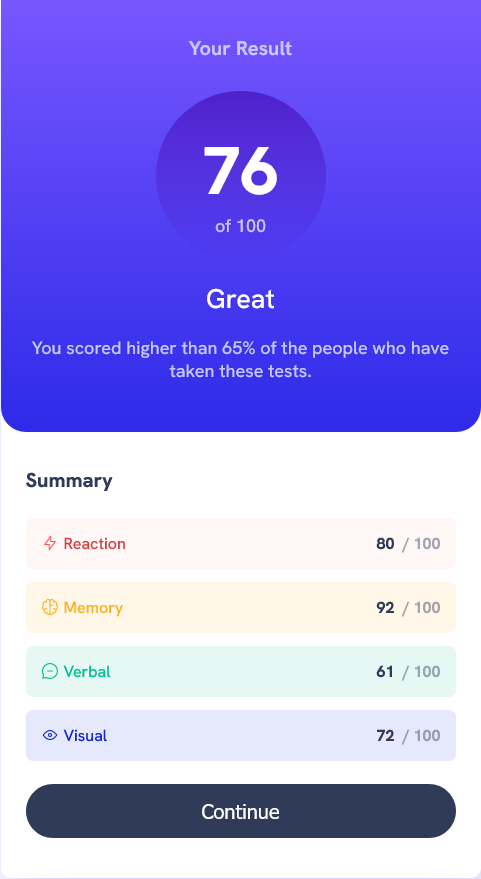 Your Result
76
of 100
Great
You scored higher than 65% of the people who have
taken these tests.
Summary
Reaction 80 / 100
Memory 92 / 100
Verbal 61 / 100
Visual 72 / 100
Continue